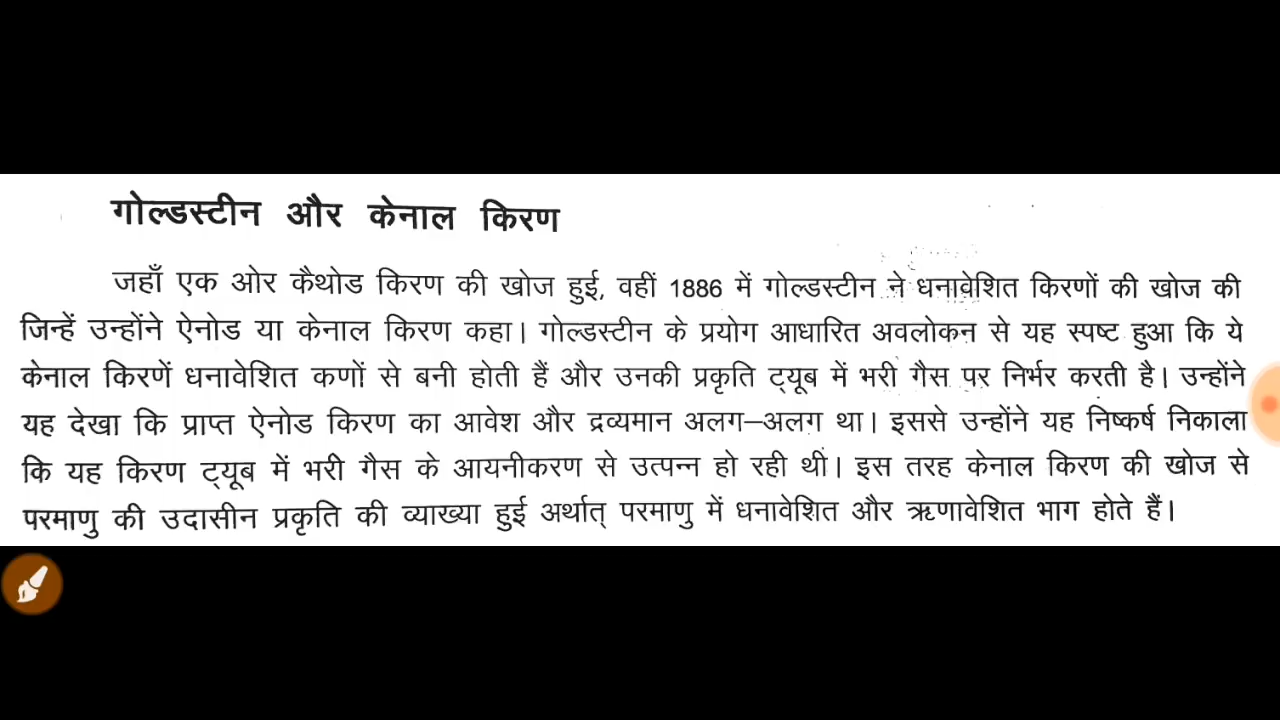 गोल्डस्टीन और केनाल किरण
जहाँ एक ओर कैथोड किरण की खोज हुई, वहीं 1886 में गोल्डस्टीन ने धनावेशित किरणों की खोज की
जिन्हें उन्होंने ऐनोड या केनाल किरण कहा। गोल्डस्टीन के प्रयोग आधारित अवलोकन से यह स्पष्ट हुआ कि ये
केनाल किरणें धनावेशित कणों से बनी होती हैं और उनकी प्रकृति ट्यूब में भरी गैस पर निर्भर करती है। उन्होंने
यह देखा कि प्राप्त ऐनोड किरण का आवेश और द्रव्यमान अलग–अलग था। इससे उन्होंने यह निष्कर्ष निकाला
कि यह किरण ट्यूब में भरी गैस के आयनीकरण से उत्पन्न हो रही थीं। इस तरह केनाल किरण की खोज से
परमाणु की उदासीन प्रकृति की व्याख्या हुई अर्थात् परमाणु में धनावेशित और ऋणावेशित भाग होते हैं।